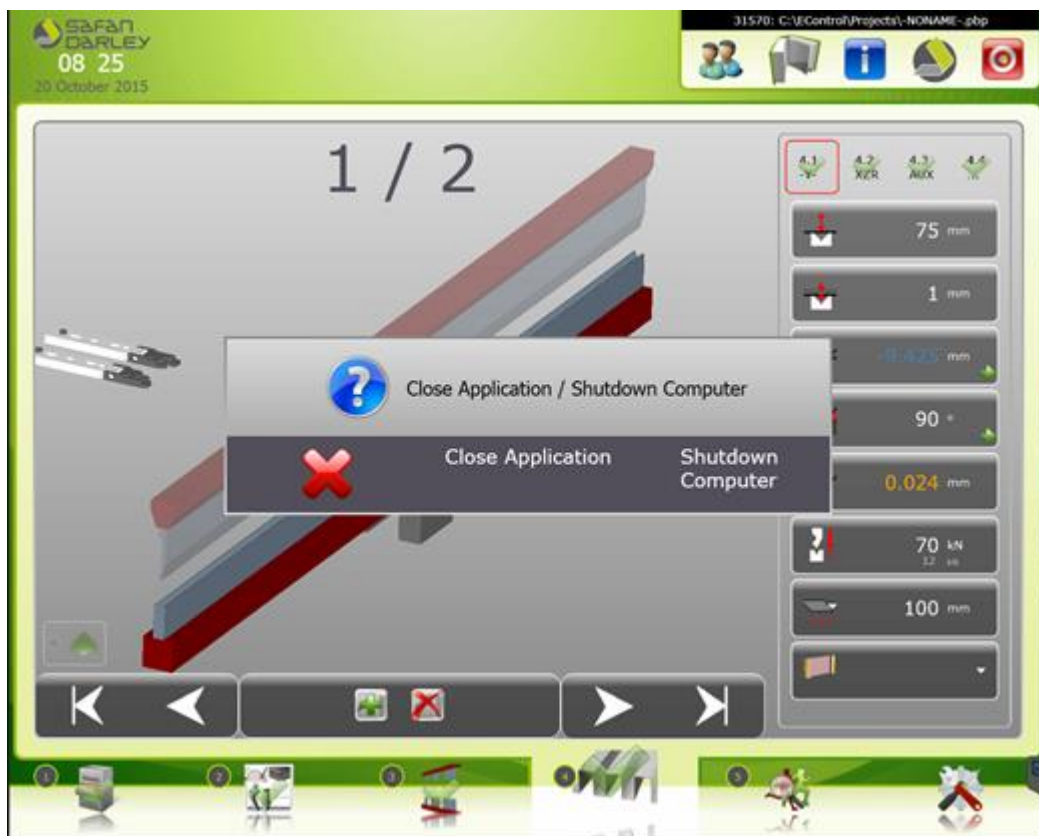 SAFAN
DARLEY
08 25
20 October 2015
31570: C:\EControl\Projects\-NONAME-.pbp
1 / 2
4.1
-Y-
4.2
XZR
4.3
AUX
4.4
75 mm
1 mm
mm
90 °
0.024 mm
70 kN
12
100 mm
Close Application / Shutdown Computer
Close Application
Shutdown
Computer
1
2
3
4
5